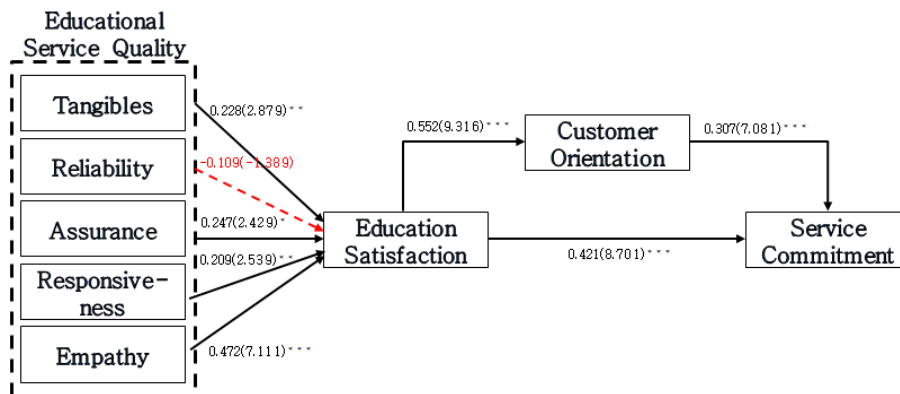 Educational
Service Quality
Tangibles
0.228(2.879)**
Reliability
-0.109(-1.389)
Assurance
0.247(2.429)*
Responsive-
ness
0.209(2.539)**
Empathy
0.472(7.111)***
Education
Satisfaction
0.552(9.316)***
Customer
Orientation
0.307(7.081)***
0.421(8.701)***
Service
Commitment